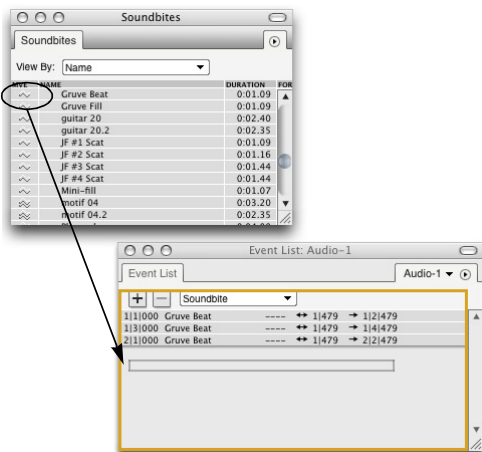 Soundbites
Soundbites
View By: Name
MVE NAME DURATION FOR
Gruve Beat 0:01.09
Gruve Fill 0:01.09
guitar 20 0:02.40
guitar 20.2 0:02.35
JF #1 Scat 0:01.09
JF #2 Scat 0:01.16
JF #3 Scat 0:01.44
JF #4 Scat 0:01.44
Mini-fill 0:01.07
motif 04 0:03.20
motif 04.2 0:02.35
Event List: Audio-1
Event List Audio-1
+ − Soundbite
1|1|000 Gruve Beat ---- ↔ 1|479 → 1|2|479
1|3|000 Gruve Beat ---- ↔ 1|479 → 1|4|479
2|1|000 Gruve Beat ---- ↔ 1|479 → 2|2|479